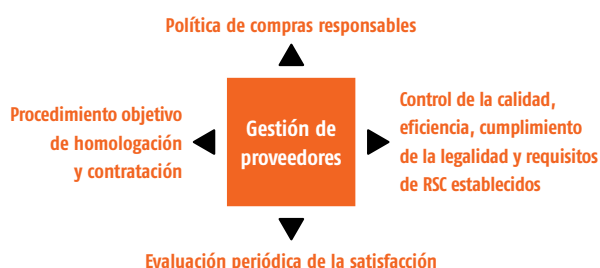 Política de compras responsables
Procedimiento objetivo
de homologación
y contratación
Gestión de
proveedores
Control de la calidad,
eficiencia, cumplimiento
de la legalidad y requisitos
de RSC establecidos
Evaluación periódica de la satisfacción